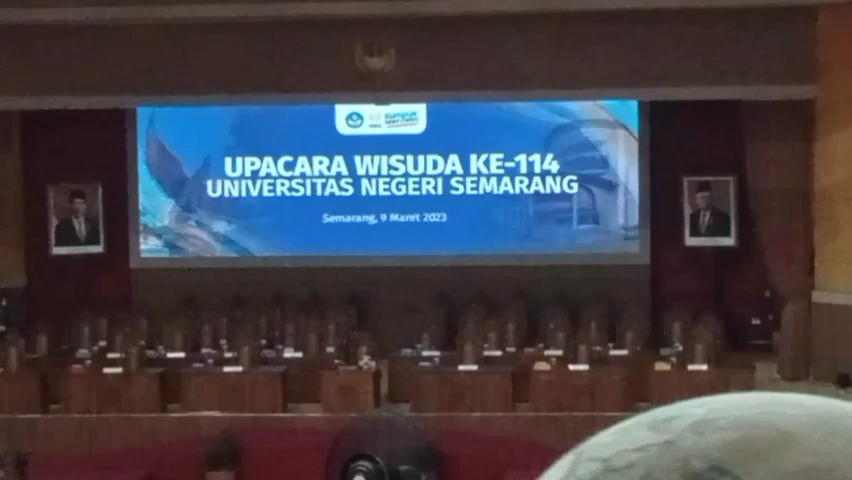 UPACARA WISUDA KE-114
UNIVERSITAS NEGERI SEMARANG
Semarang, 9 Maret 2023